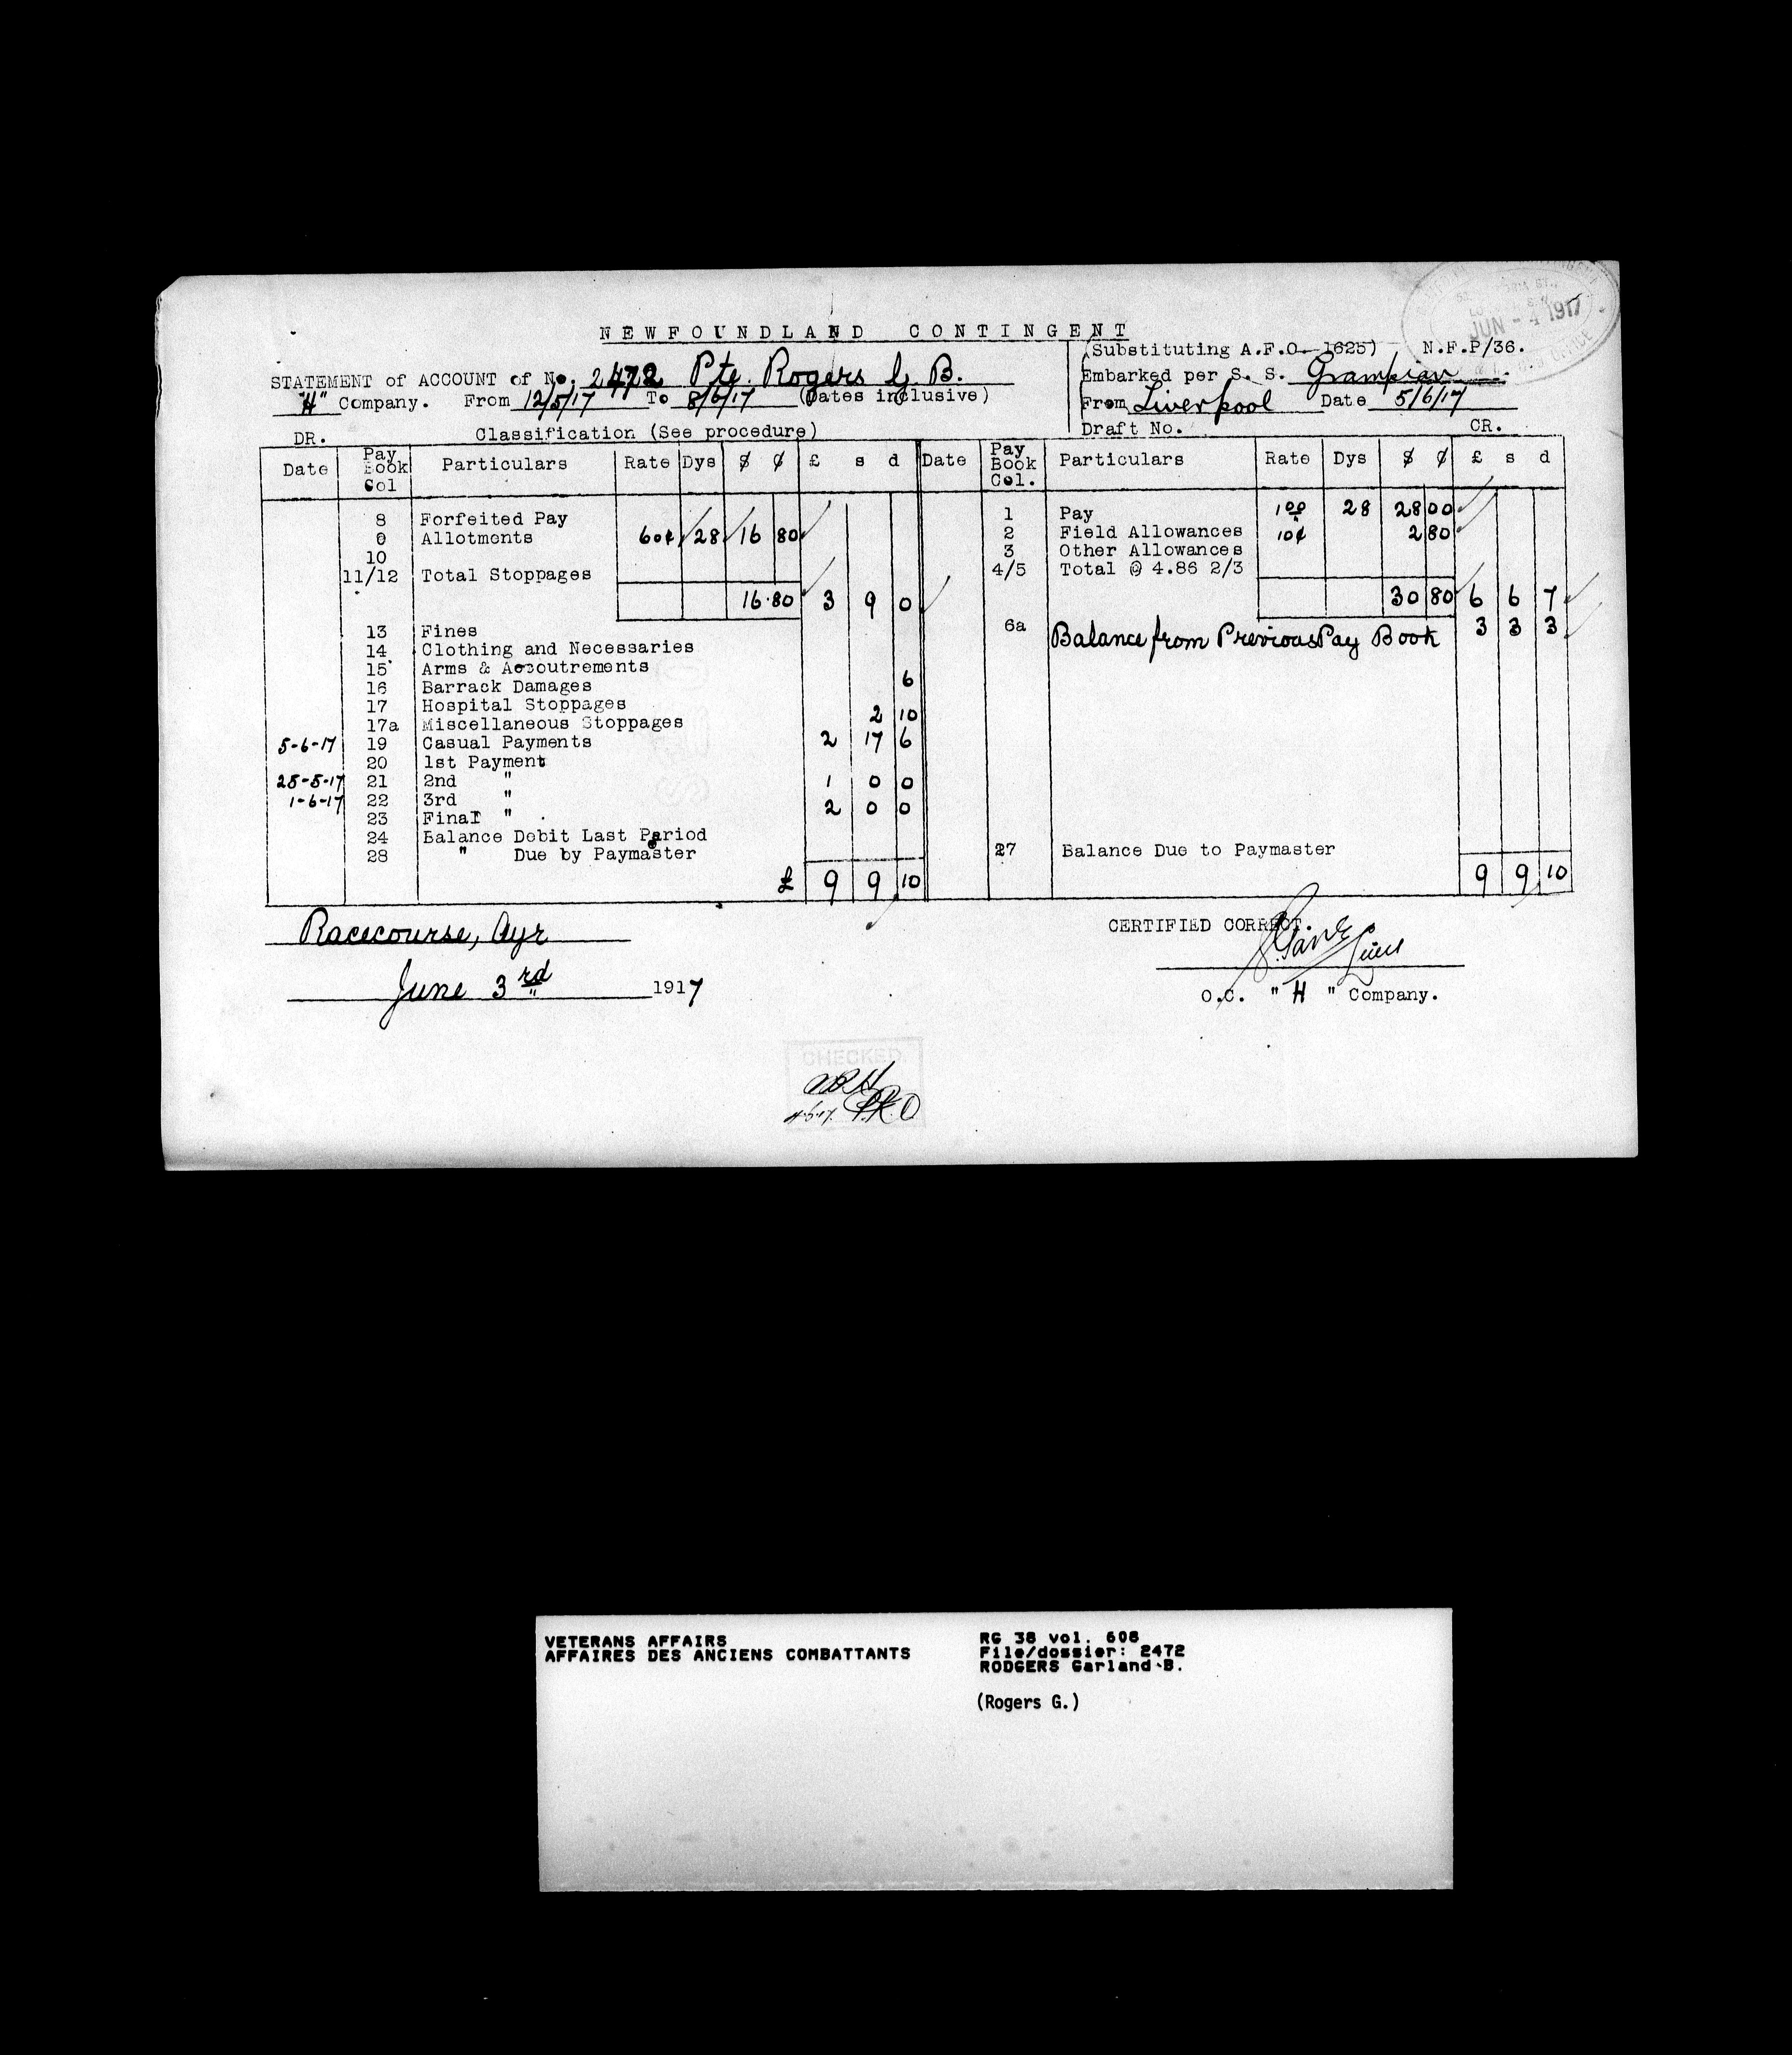 JUN - 4 1917
NEWFOUNDLAND CONTINGENT
(Substituting A.F.O. 1625) N.F.P/36.
STATEMENT of ACCOUNT of No. 2472 Pte. Rogers G. B.
Embarked per S. S. Grampian
"H" Company. From 12/5/17 To 8/6/17 (Dates inclusive)
From Liverpool Date 5/6/17
Draft No.
DR. Classification (See procedure) CR.
Date Pay Book Col Particulars Rate Dys $ ¢ £ s d Date Pay Book Col. Particulars Rate Dys $ ¢ £ s d
8 Forfeited Pay 1 Pay 1 00 28 28 00
9 Allotments 60¢ 28 16 80 2 Field Allowances 10¢ 2 80
10 3 Other Allowances
11/12 Total Stoppages 4/5 Total @ 4.86 2/3
16.80 3 9 0 30 80 6 6 7
6a Balance from Previous Pay Book 3 3 3
13 Fines
14 Clothing and Necessaries
15 Arms & Accoutrements
16 Barrack Damages 6
17 Hospital Stoppages
17a Miscellaneous Stoppages 2 10
5-6-17 19 Casual Payments 2 17 6
20 1st Payment
25-5-17 21 2nd " 1 0 0
1-6-17 22 3rd " 2 0 0
23 Final "
24 Balance Debit Last Period
28 " Due by Paymaster 27 Balance Due to Paymaster
£ 9 9 10 9 9 10
Racecourse, Ayr
CERTIFIED CORRECT.
June 3rd 1917
O.C. "H" Company.
CHECKED
VETERANS AFFAIRS
AFFAIRES DES ANCIENS COMBATTANTS
RG 38 vol. 608
File/dossier: 2472
RODGERS Garland B.
(Rogers G.)